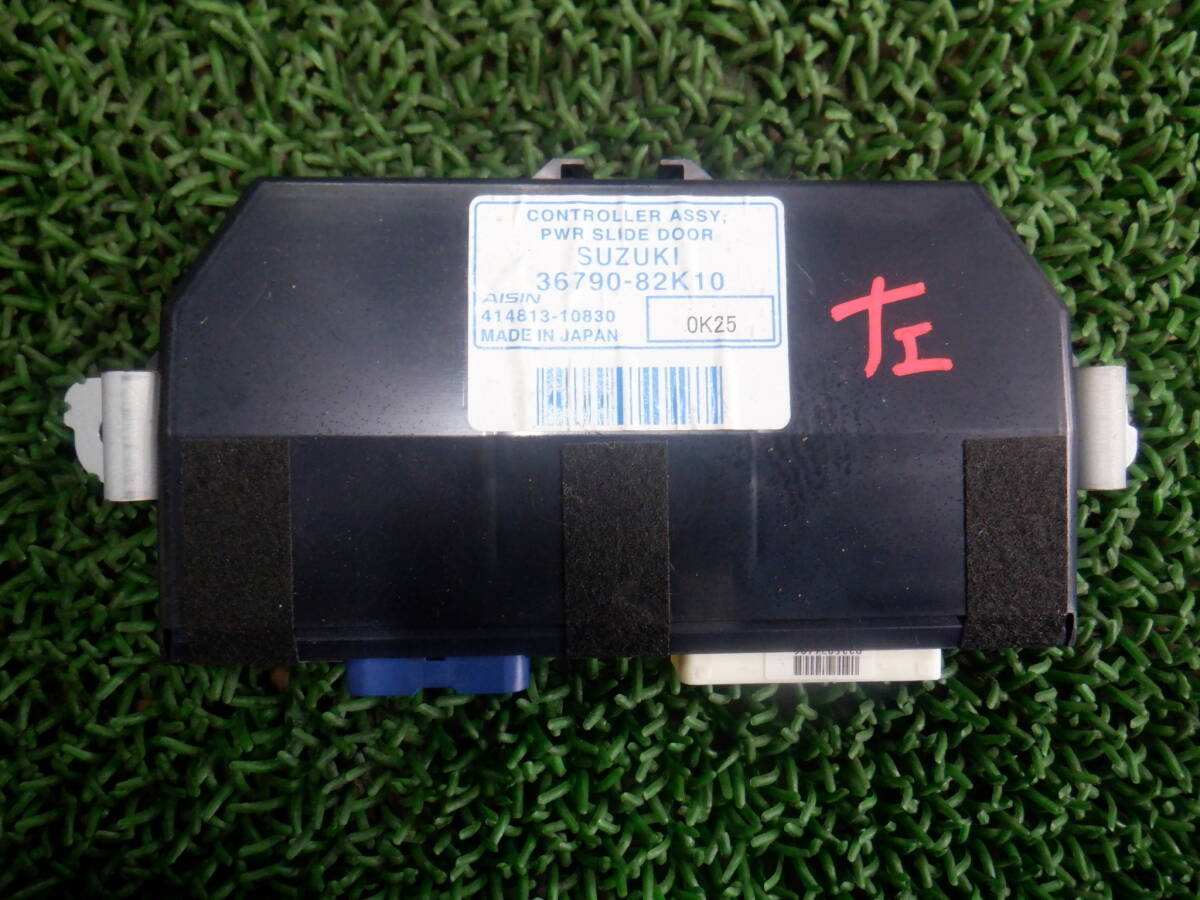 CONTROLLER ASSY,
PWR SLIDE DOOR
SUZUKI
36790-82K10
AISIN
414813-10830
0K25
MADE IN JAPAN
左